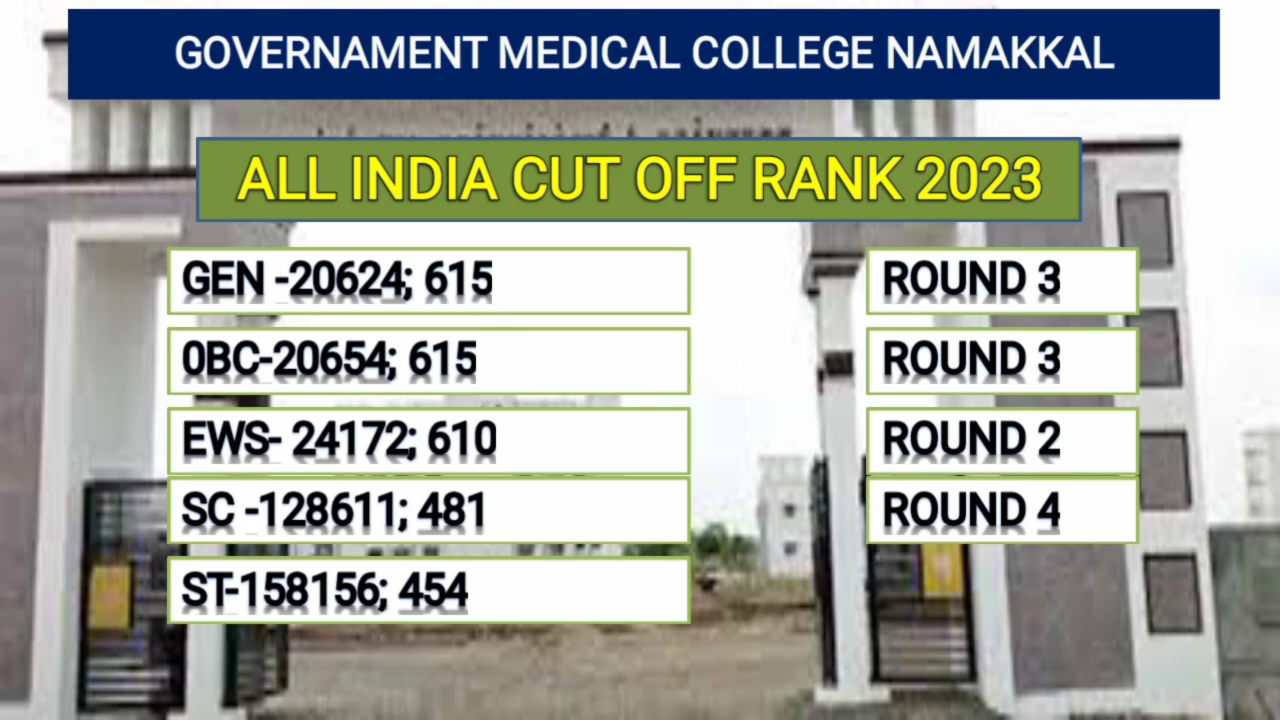 GOVERNAMENT MEDICAL COLLEGE NAMAKKAL
ALL INDIA CUT OFF RANK 2023
GEN -20624; 615 ROUND 3
0BC-20654; 615 ROUND 3
EWS- 24172; 610 ROUND 2
SC -128611; 481 ROUND 4
ST-158156; 454